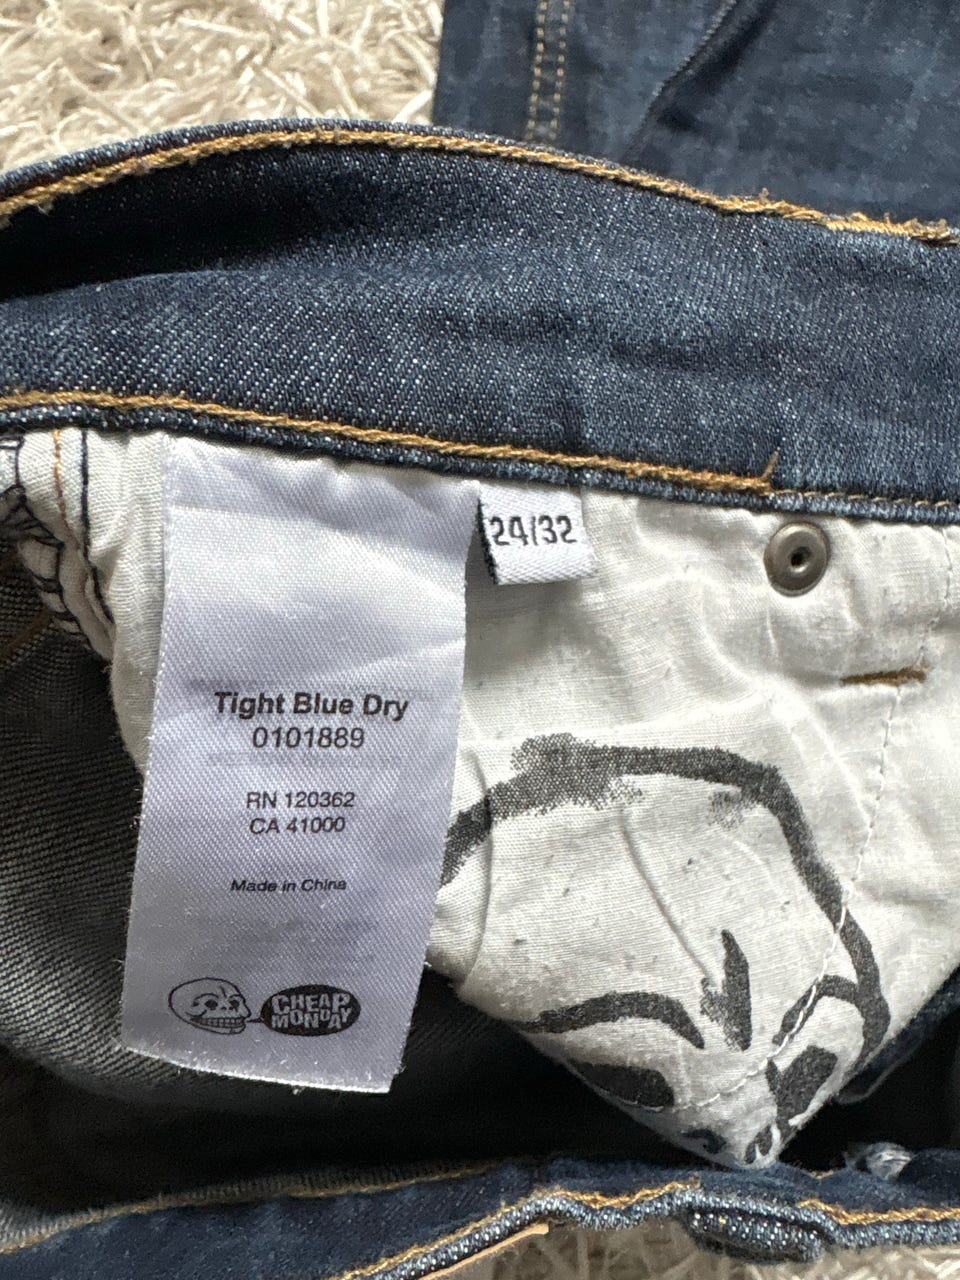 24/32
Tight Blue Dry
0101889
RN 120362
CA 41000
Made in China
CHEAP
MONDAY